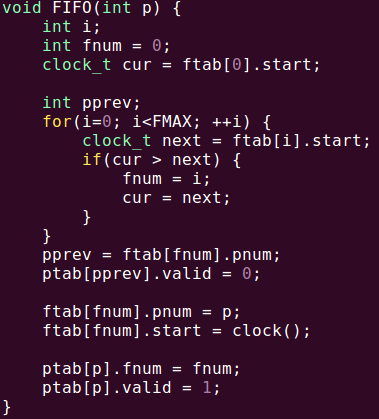 void FIFO(int p) {
    int i;
    int fnum = 0;
    clock_t cur = ftab[0].start;

    int pprev;
    for(i=0; i<FMAX; ++i) {
        clock_t next = ftab[i].start;
        if(cur > next) {
            fnum = i;
            cur = next;
        }
    }
    pprev = ftab[fnum].pnum;
    ptab[pprev].valid = 0;

    ftab[fnum].pnum = p;
    ftab[fnum].start = clock();

    ptab[p].fnum = fnum;
    ptab[p].valid = 1;
}